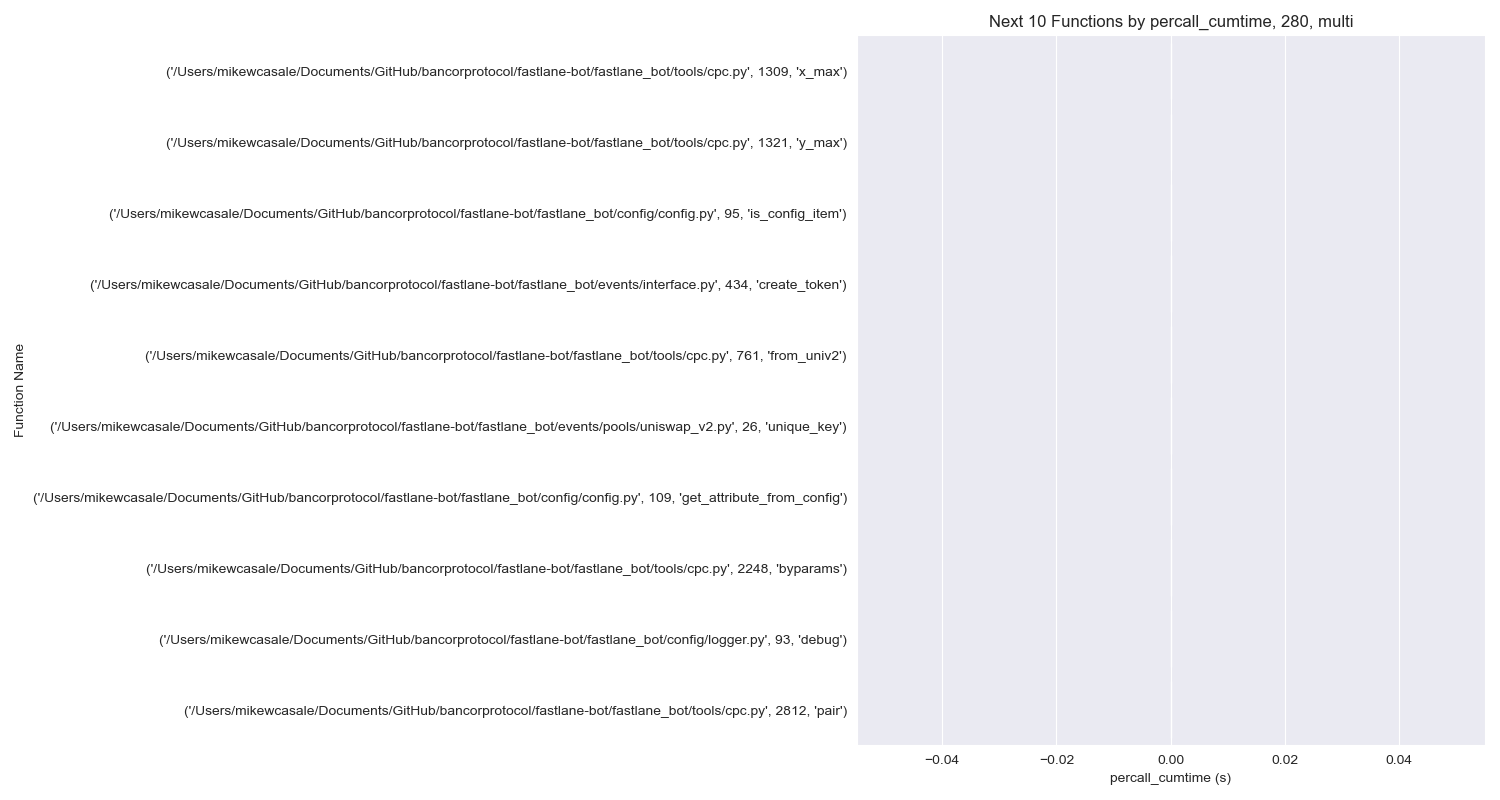 Next 10 Functions by percall_cumtime, 280, multi
('/Users/mikewcasale/Documents/GitHub/bancorprotocol/fastlane-bot/fastlane_bot/tools/cpc.py', 1309, 'x_max')
('/Users/mikewcasale/Documents/GitHub/bancorprotocol/fastlane-bot/fastlane_bot/tools/cpc.py', 1321, 'y_max')
('/Users/mikewcasale/Documents/GitHub/bancorprotocol/fastlane-bot/fastlane_bot/config/config.py', 95, 'is_config_item')
('/Users/mikewcasale/Documents/GitHub/bancorprotocol/fastlane-bot/fastlane_bot/events/interface.py', 434, 'create_token')
('/Users/mikewcasale/Documents/GitHub/bancorprotocol/fastlane-bot/fastlane_bot/tools/cpc.py', 761, 'from_univ2')
('/Users/mikewcasale/Documents/GitHub/bancorprotocol/fastlane-bot/fastlane_bot/events/pools/uniswap_v2.py', 26, 'unique_key')
('/Users/mikewcasale/Documents/GitHub/bancorprotocol/fastlane-bot/fastlane_bot/config/config.py', 109, 'get_attribute_from_config')
('/Users/mikewcasale/Documents/GitHub/bancorprotocol/fastlane-bot/fastlane_bot/tools/cpc.py', 2248, 'byparams')
('/Users/mikewcasale/Documents/GitHub/bancorprotocol/fastlane-bot/fastlane_bot/config/logger.py', 93, 'debug')
('/Users/mikewcasale/Documents/GitHub/bancorprotocol/fastlane-bot/fastlane_bot/tools/cpc.py', 2812, 'pair')
Function Name
−0.04 −0.02 0.00 0.02 0.04
percall_cumtime (s)